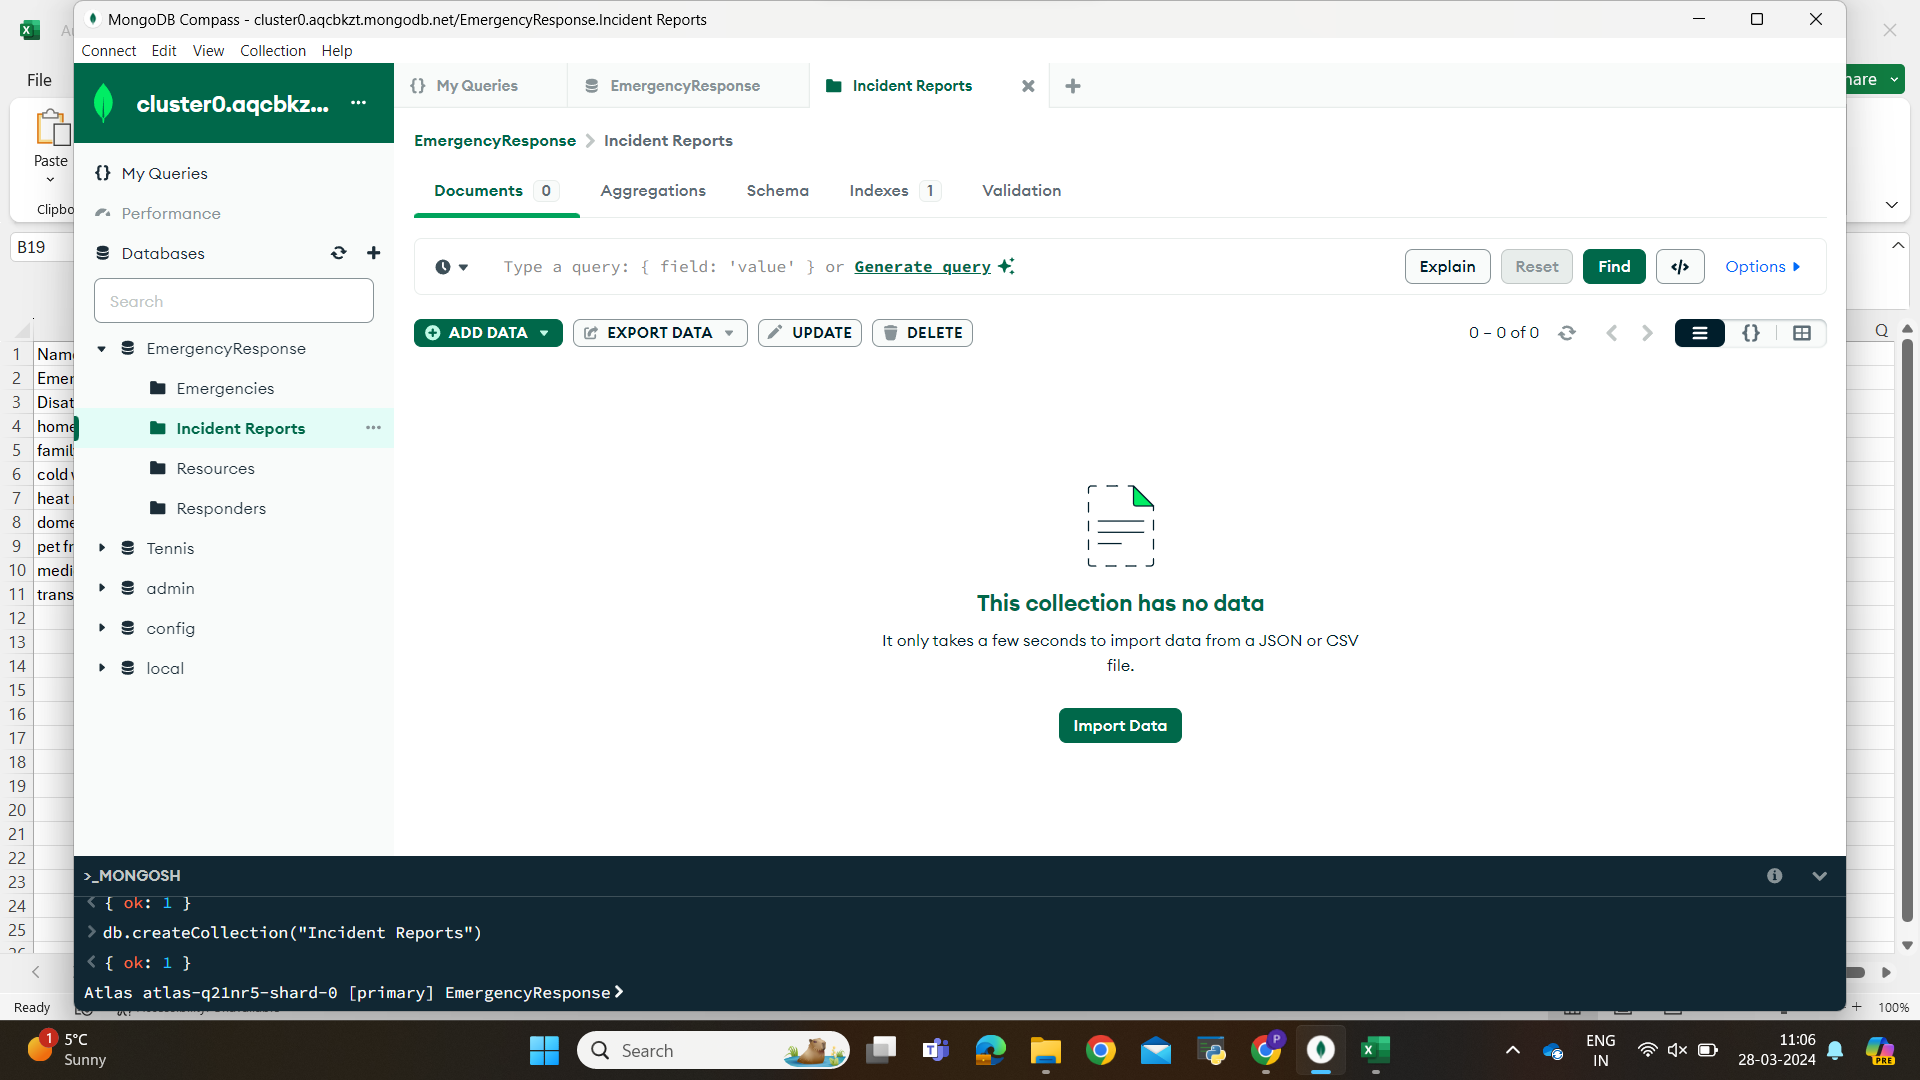 MongoDB Compass - cluster0.aqcbkzt.mongodb.net/EmergencyResponse.Incident Reports
Connect Edit View Collection Help
File
hare
cluster0.aqcbkz... ...
My Queries
EmergencyResponse
Incident Reports
Paste
Clipbo
EmergencyResponse > Incident Reports
My Queries
Performance
Databases
Search
Documents 0
Aggregations
Schema
Indexes 1
Validation
B19
Type a query: { field: 'value' } or Generate query
Explain
Reset
Find
</>
Options
ADD DATA
EXPORT DATA
UPDATE
DELETE
0 – 0 of 0
{}
Q
EmergencyResponse
Emergencies
Incident Reports ...
Resources
Responders
Tennis
admin
config
local
1 Nam
2 Emer
3 Disat
4 home
5 famil
6 cold
7 heat
8 dome
9 pet fr
10 medi
11 trans
12
13
14
15
16
17
18
19
20
21
22
23
24
25
This collection has no data
It only takes a few seconds to import data from a JSON or CSV
file.
Import Data
>_MONGOSH
{ ok: 1 }
db.createCollection("Incident Reports")
{ ok: 1 }
Atlas atlas-q21nr5-shard-0 [primary] EmergencyResponse>
Ready
100%
1
5°C
Sunny
Search
P
ENG
IN
11:06
28-03-2024
PRE